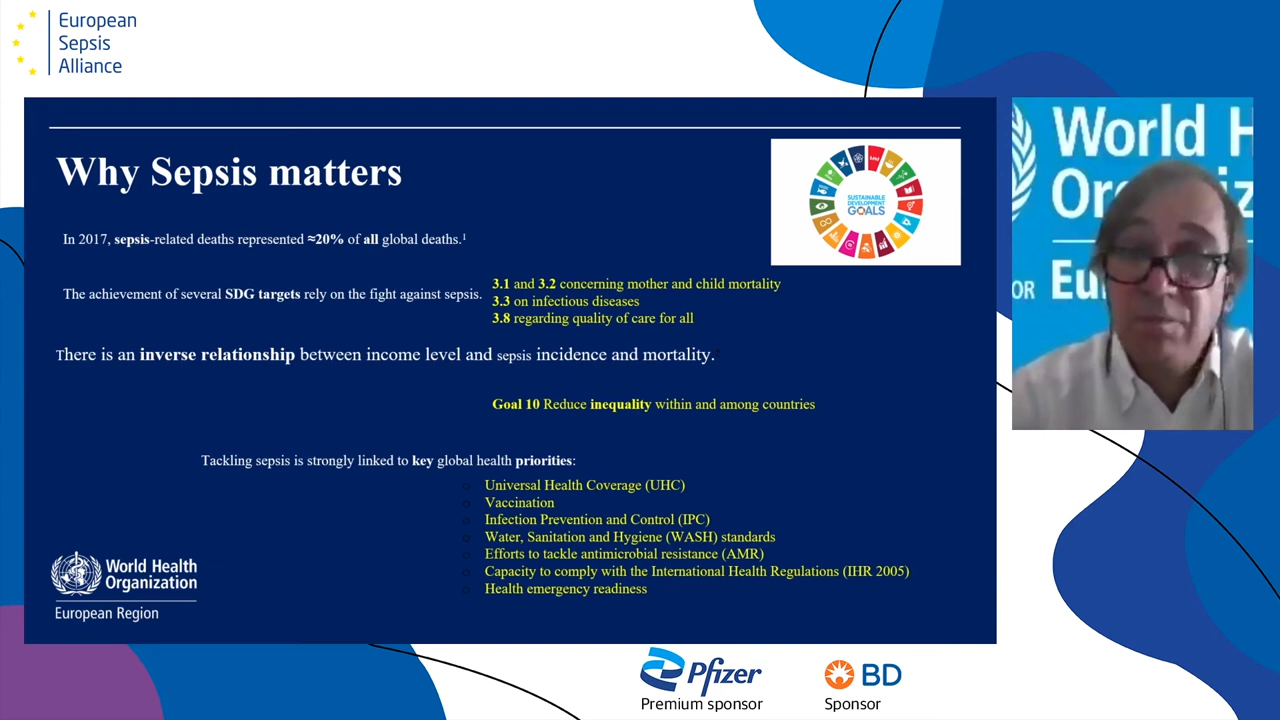 European
Sepsis
Alliance
Why Sepsis matters
SUSTAINABLE
DEVELOPMENT
GOALS
In 2017, sepsis-related deaths represented ≈20% of all global deaths.¹
The achievement of several SDG targets rely on the fight against sepsis.
3.1 and 3.2 concerning mother and child mortality
3.3 on infectious diseases
3.8 regarding quality of care for all
There is an inverse relationship between income level and sepsis incidence and mortality.
Goal 10 Reduce inequality within and among countries
Tackling sepsis is strongly linked to key global health priorities:
○ Universal Health Coverage (UHC)
○ Vaccination
○ Infection Prevention and Control (IPC)
○ Water, Sanitation and Hygiene (WASH) standards
○ Efforts to tackle antimicrobial resistance (AMR)
○ Capacity to comply with the International Health Regulations (IHR 2005)
○ Health emergency readiness
World Health
Organization
European Region
World H
Or
iz
OR Eu
Pfizer
Premium sponsor
BD
Sponsor